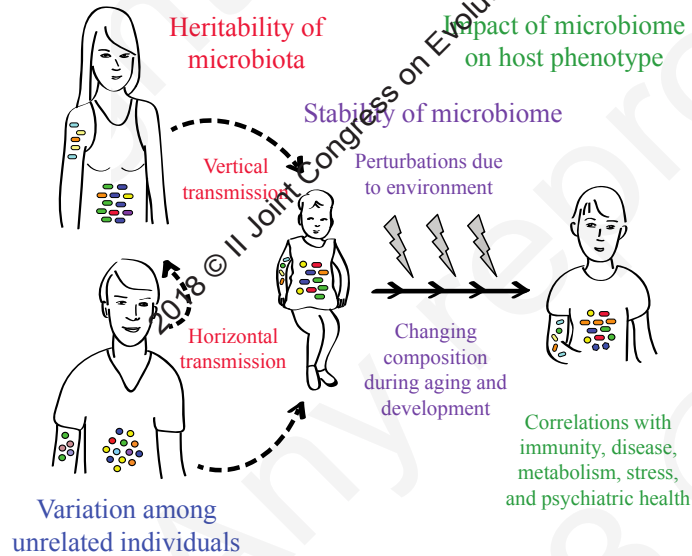 Heritability of
microbiota
Impact of microbiome
on host phenotype
Stability of microbiome
Vertical
transmission
Perturbations due
to environment
2018 © II Joint Congress on Evolu
Horizontal
transmission
Changing
composition
during aging and
development
Correlations with
immunity, disease,
metabolism, stress,
and psychiatric health
Variation among
unrelated individuals
Any repro